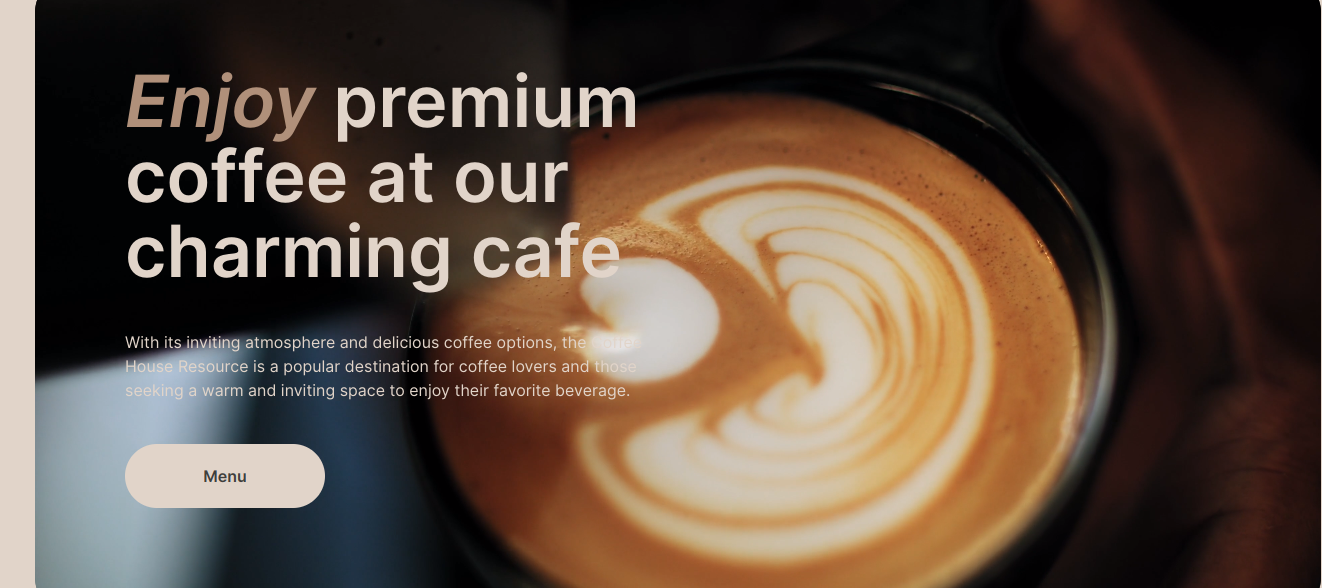 Enjoy premium
coffee at our
charming cafe
With its inviting atmosphere and delicious coffee options, the Coffee
House Resource is a popular destination for coffee lovers and those
seeking a warm and inviting space to enjoy their favorite beverage.
Menu